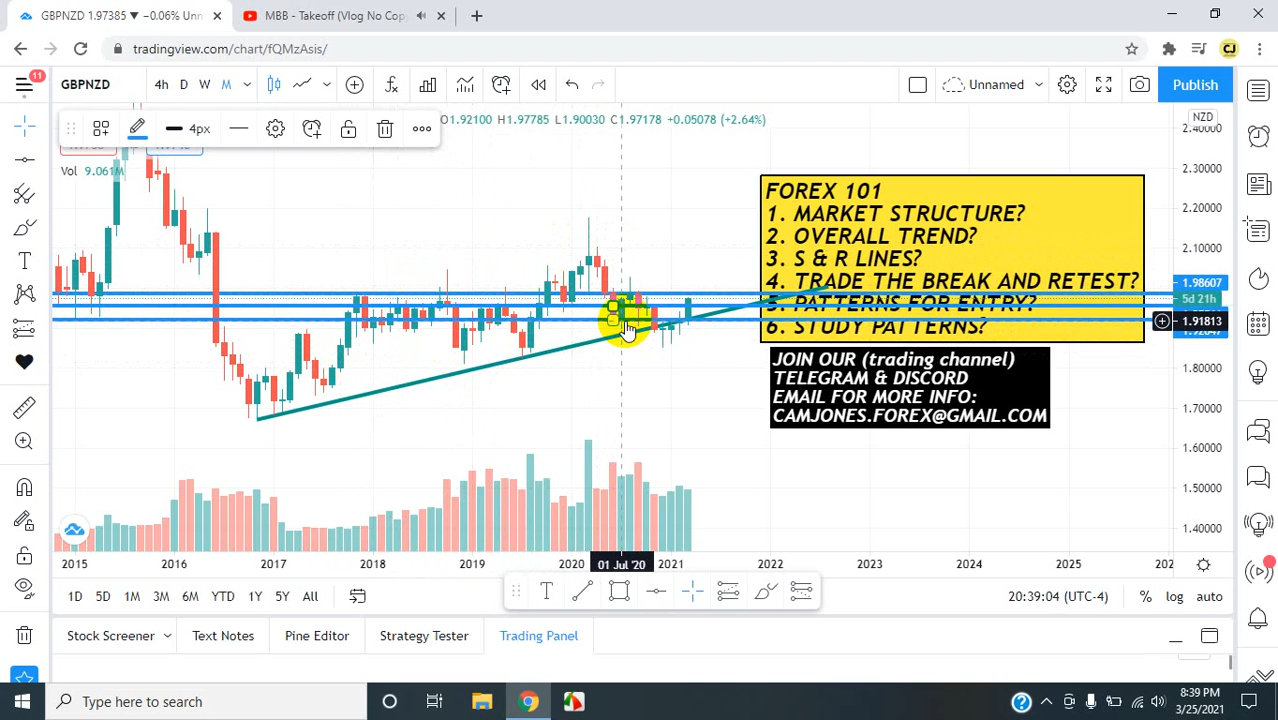 GBPNZD 1.97385 ▼ −0.06% Unn
MBB - Takeoff (Vlog No Cop
tradingview.com/chart/fQMzAsis/
CJ
11
GBPNZD
4h D W M
Unnamed
Publish
4px
O1.92100 H1.97785 L1.90030 C1.97178 +0.05078 (+2.64%)
NZD
Vol 9.061M
2.40000
2.30000
2.20000
2.10000
1.98607
5d 21h
1.91813
1.80000
1.70000
1.60000
1.50000
1.40000
FOREX 101
1. MARKET STRUCTURE?
2. OVERALL TREND?
3. S & R LINES?
4. TRADE THE BREAK AND RETEST?
5. PATTERNS FOR ENTRY?
6. STUDY PATTERNS?
JOIN OUR (trading channel)
TELEGRAM & DISCORD
EMAIL FOR MORE INFO:
CAMJONES.FOREX@GMAIL.COM
2015 2016 2017 2018 2019 2020 01 Jul '20 2021 2022 2023 2024 2025 202
1D 5D 1M 3M 6M YTD 1Y 5Y All
20:39:04 (UTC-4) % log auto
Stock Screener Text Notes Pine Editor Strategy Tester Trading Panel
Type here to search
8:39 PM
3/25/2021